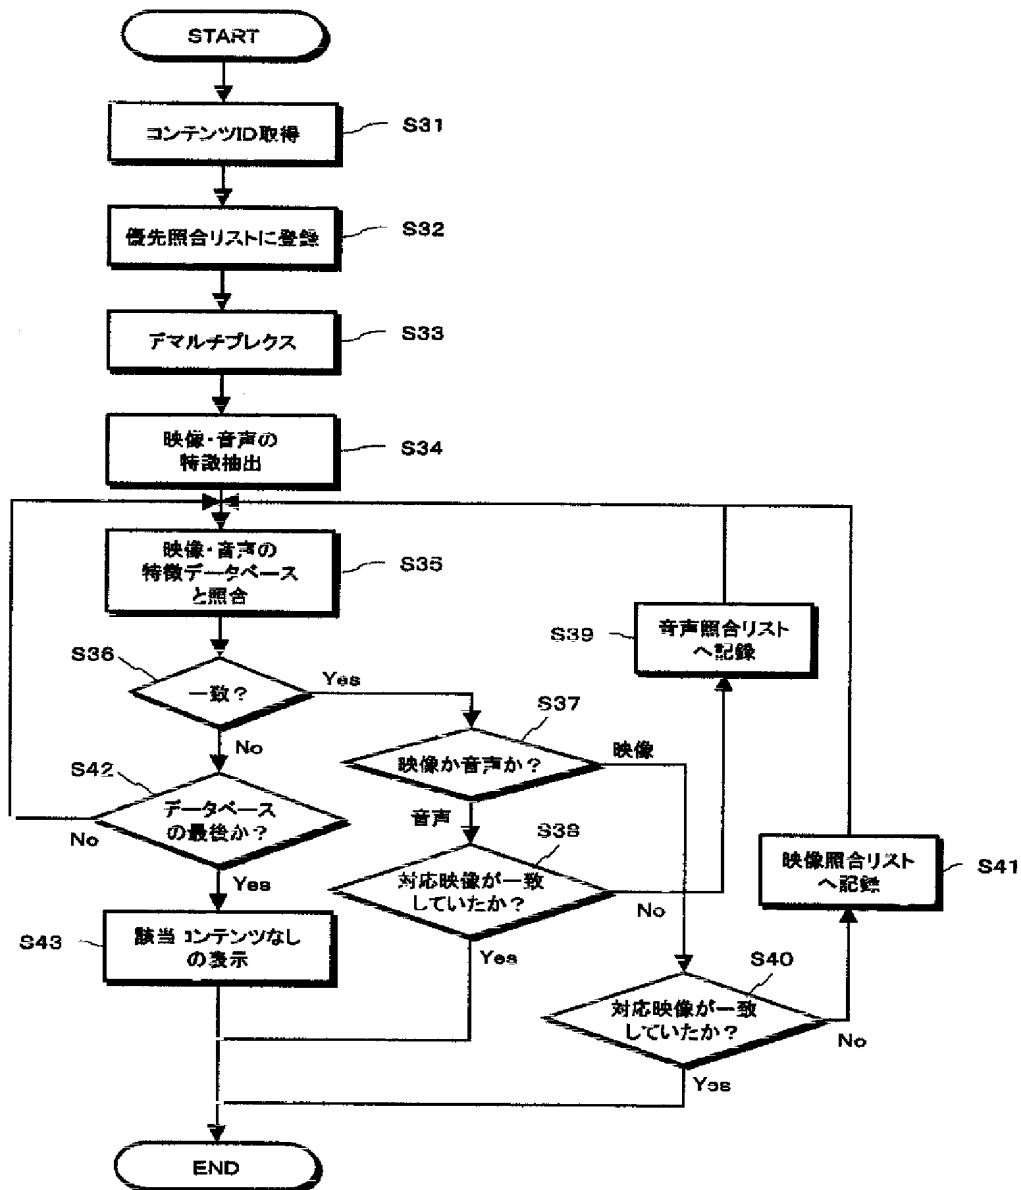 START
コンテンツID取得
S31
優先照合リストに登録
S32
デマルチプレクス
S33
映像・音声の
特徴抽出
S34
映像・音声の
特徴データベース
と照合
S35
S36
一致?
Yes
No
S37
映像か音声か?
映像
音声
S38
対応映像が一致
していたか?
No
Yes
S39
音声照合リスト
へ記録
S40
対応映像が一致
していたか?
No
Yes
映像照合リスト
へ記録
S41
S42
データベース
の最後か?
No
Yes
S43
該当コンテンツなし
の表示
END